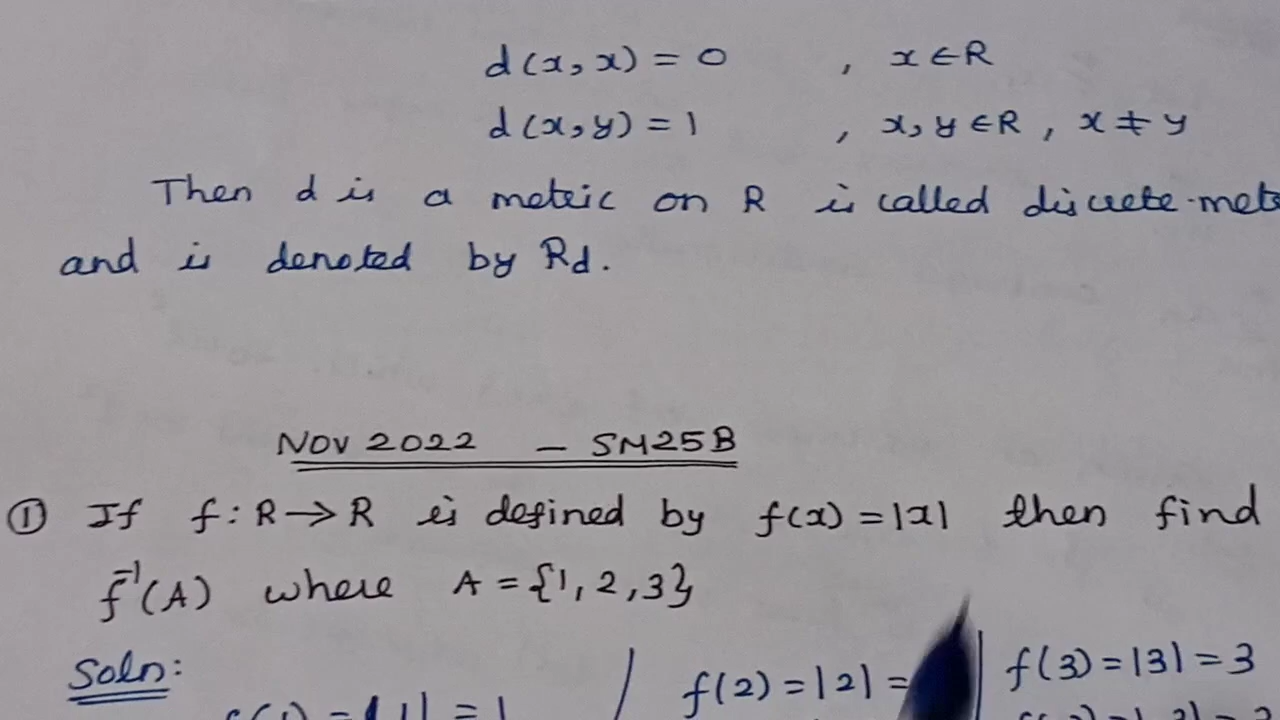 d(x,x) = 0 , x ∈ R
d(x,y) = 1 , x,y ∈ R , x ≠ y
Then d is a metric on R is called discrete
and is denoted by Rd.
NOV 2022 - SM25B
① If f : R → R is defined by f(x) = |x| then find
f⁻¹(A) where A = {1, 2, 3}
Soln: f(2) = |2| = f(3) = |3| = 3